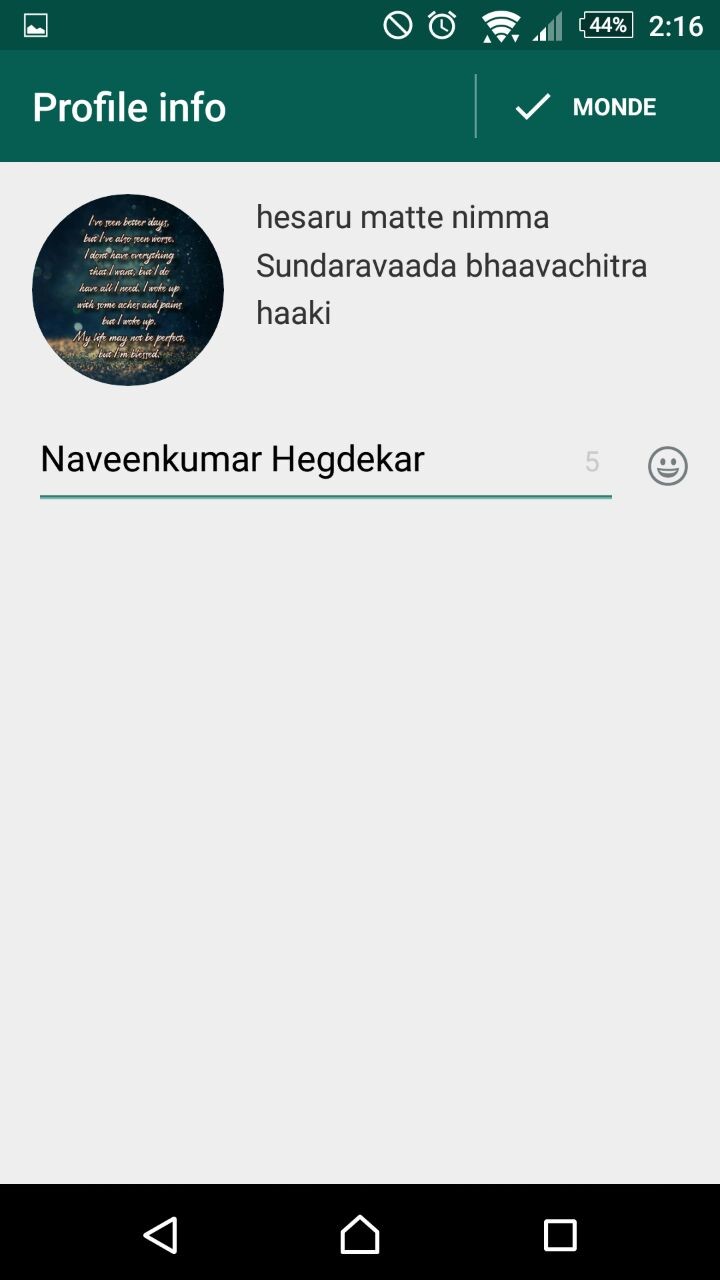 44% 2:16
Profile info MONDE
I've seen better days,
but I've also seen worse.
I don't have everything
that I want, but I do
have all I need. I woke up
with some aches and pains
but I woke up.
My life may not be perfect,
but I'm blessed.
hesaru matte nimma
Sundaravaada bhaavachitra
haaki
Naveenkumar Hegdekar 5